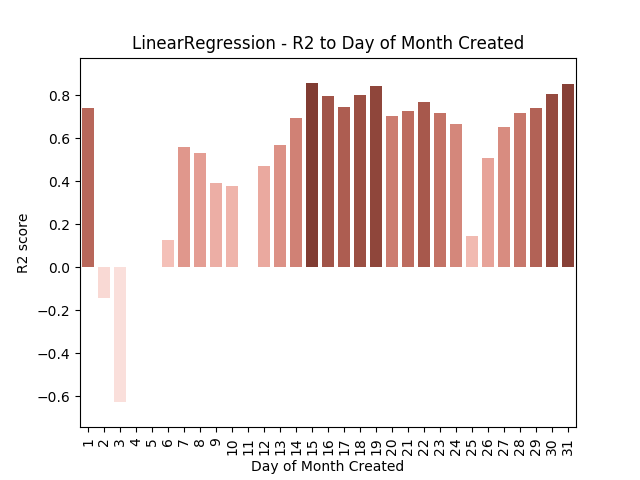 LinearRegression - R2 to Day of Month Created
R2 score
0.8
0.6
0.4
0.2
0.0
−0.2
−0.4
−0.6
1 2 3 4 5 6 7 8 9 10 11 12 13 14 15 16 17 18 19 20 21 22 23 24 25 26 27 28 29 30 31
Day of Month Created